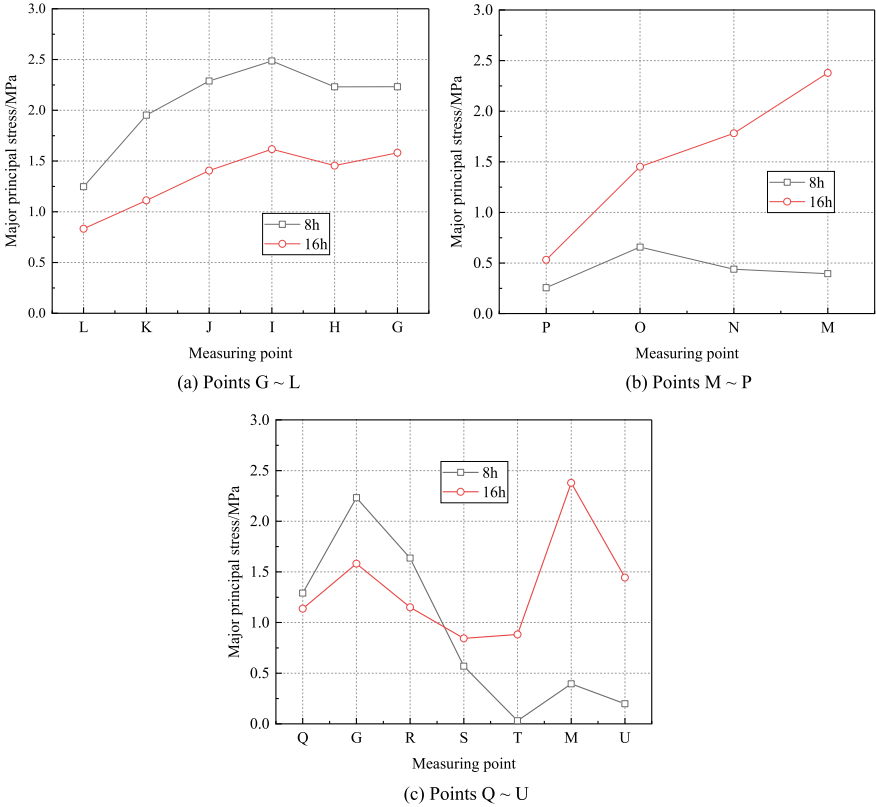 Major principal stress/MPa
3.0
2.5
2.0
1.5
1.0
0.5
0.0
8h
16h
L K J I H G
Measuring point
(a) Points G ~ L
Major principal stress/MPa
3.0
2.5
2.0
1.5
1.0
0.5
0.0
8h
16h
P O N M
Measuring point
(b) Points M ~ P
Major principal stress/MPa
3.0
2.5
2.0
1.5
1.0
0.5
0.0
8h
16h
Q G R S T M U
Measuring point
(c) Points Q ~ U